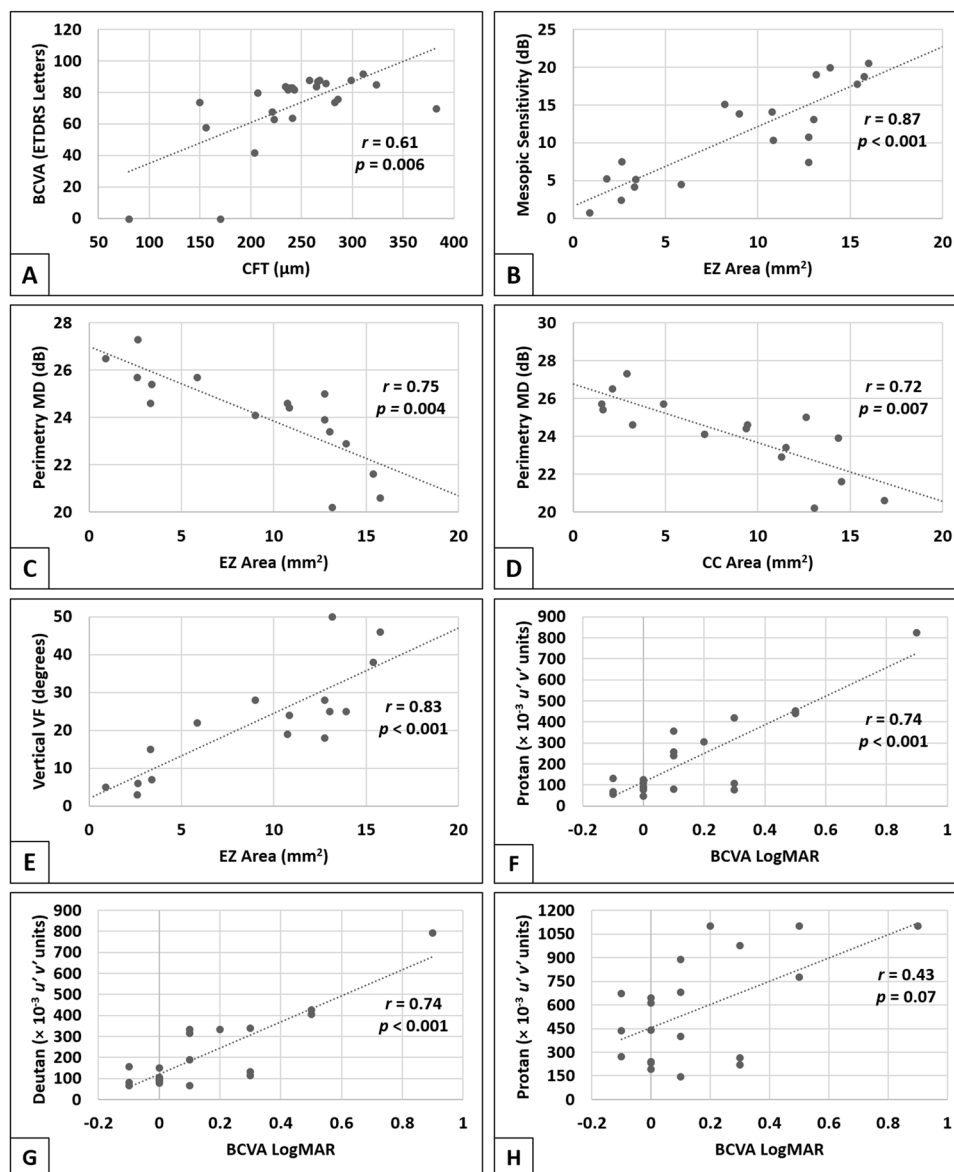 120
100
80
60
40
20
0
BCVA (ETDRS Letters)
r = 0.61
p = 0.006
50 100 150 200 250 300 350 400
CFT (μm)
A
25
20
15
10
5
0
Mesopic Sensitivity (dB)
r = 0.87
p < 0.001
0 5 10 15 20
EZ Area (mm²)
B
28
26
24
22
20
Perimetry MD (dB)
r = 0.75
p = 0.004
0 5 10 15 20
EZ Area (mm²)
C
30
28
26
24
22
20
Perimetry MD (dB)
r = 0.72
p = 0.007
0 5 10 15 20
CC Area (mm²)
D
50
40
30
20
10
0
Vertical VF (degrees)
r = 0.83
p < 0.001
0 5 10 15 20
EZ Area (mm²)
E
900
800
700
600
500
400
300
200
100
0
Protan (× 10⁻³ u′ v′ units)
r = 0.74
p < 0.001
-0.2 0 0.2 0.4 0.6 0.8 1
BCVA LogMAR
F
900
800
700
600
500
400
300
200
100
0
Deutan (× 10⁻³ u′ v′ units)
r = 0.74
p < 0.001
-0.2 0 0.2 0.4 0.6 0.8 1
BCVA LogMAR
G
1200
1050
900
750
600
450
300
150
0
Protan (× 10⁻³ u′ v′ units)
r = 0.43
p = 0.07
-0.2 0 0.2 0.4 0.6 0.8 1
BCVA LogMAR
H